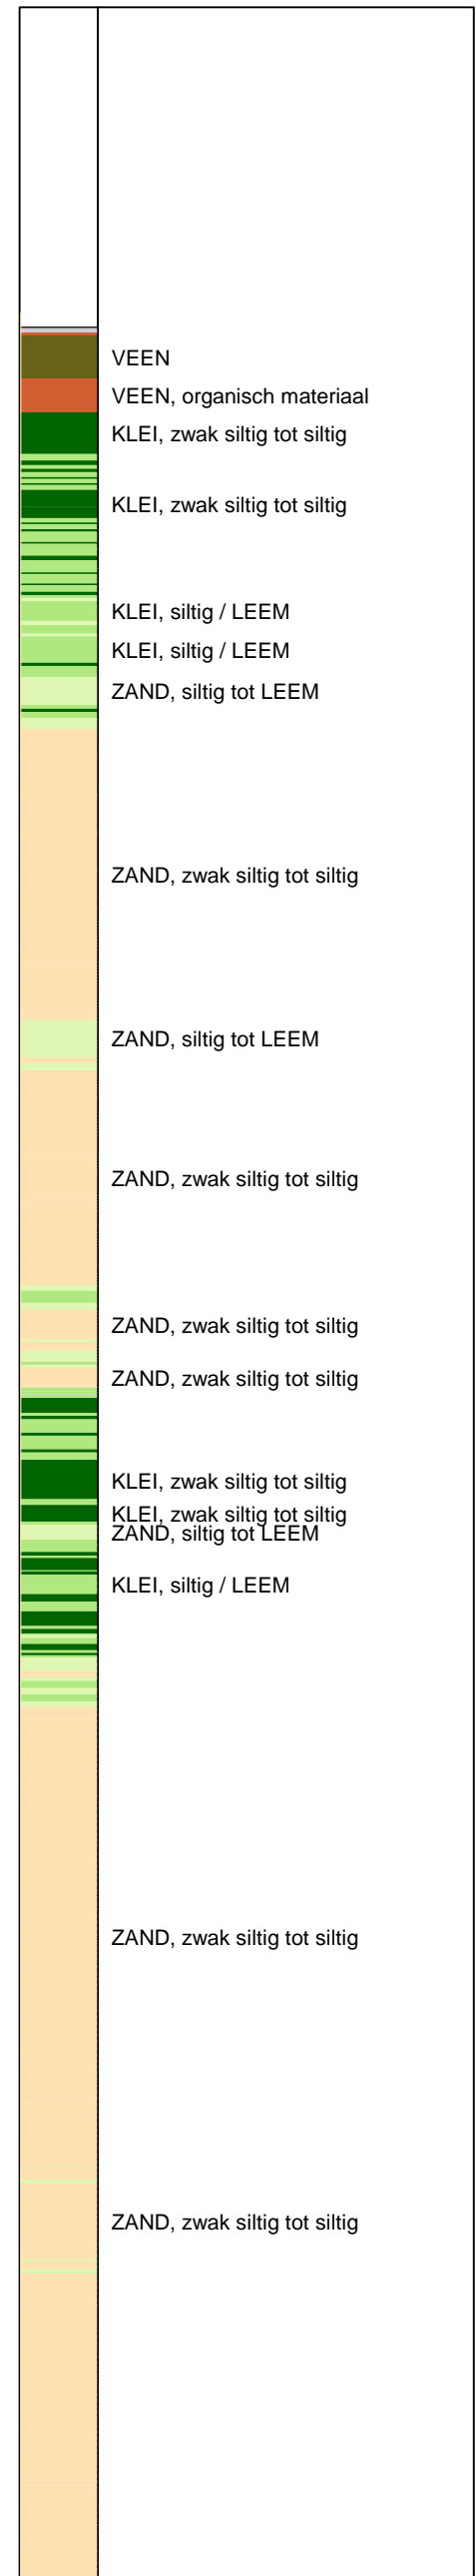 VEEN
VEEN, organisch materiaal
KLEI, zwak siltig tot siltig
KLEI, zwak siltig tot siltig
KLEI, siltig / LEEM
KLEI, siltig / LEEM
ZAND, siltig tot LEEM
ZAND, zwak siltig tot siltig
ZAND, siltig tot LEEM
ZAND, zwak siltig tot siltig
ZAND, zwak siltig tot siltig
ZAND, zwak siltig tot siltig
KLEI, zwak siltig tot siltig
KLEI, zwak siltig tot siltig
ZAND, siltig tot LEEM
KLEI, siltig / LEEM
ZAND, zwak siltig tot siltig
ZAND, zwak siltig tot siltig